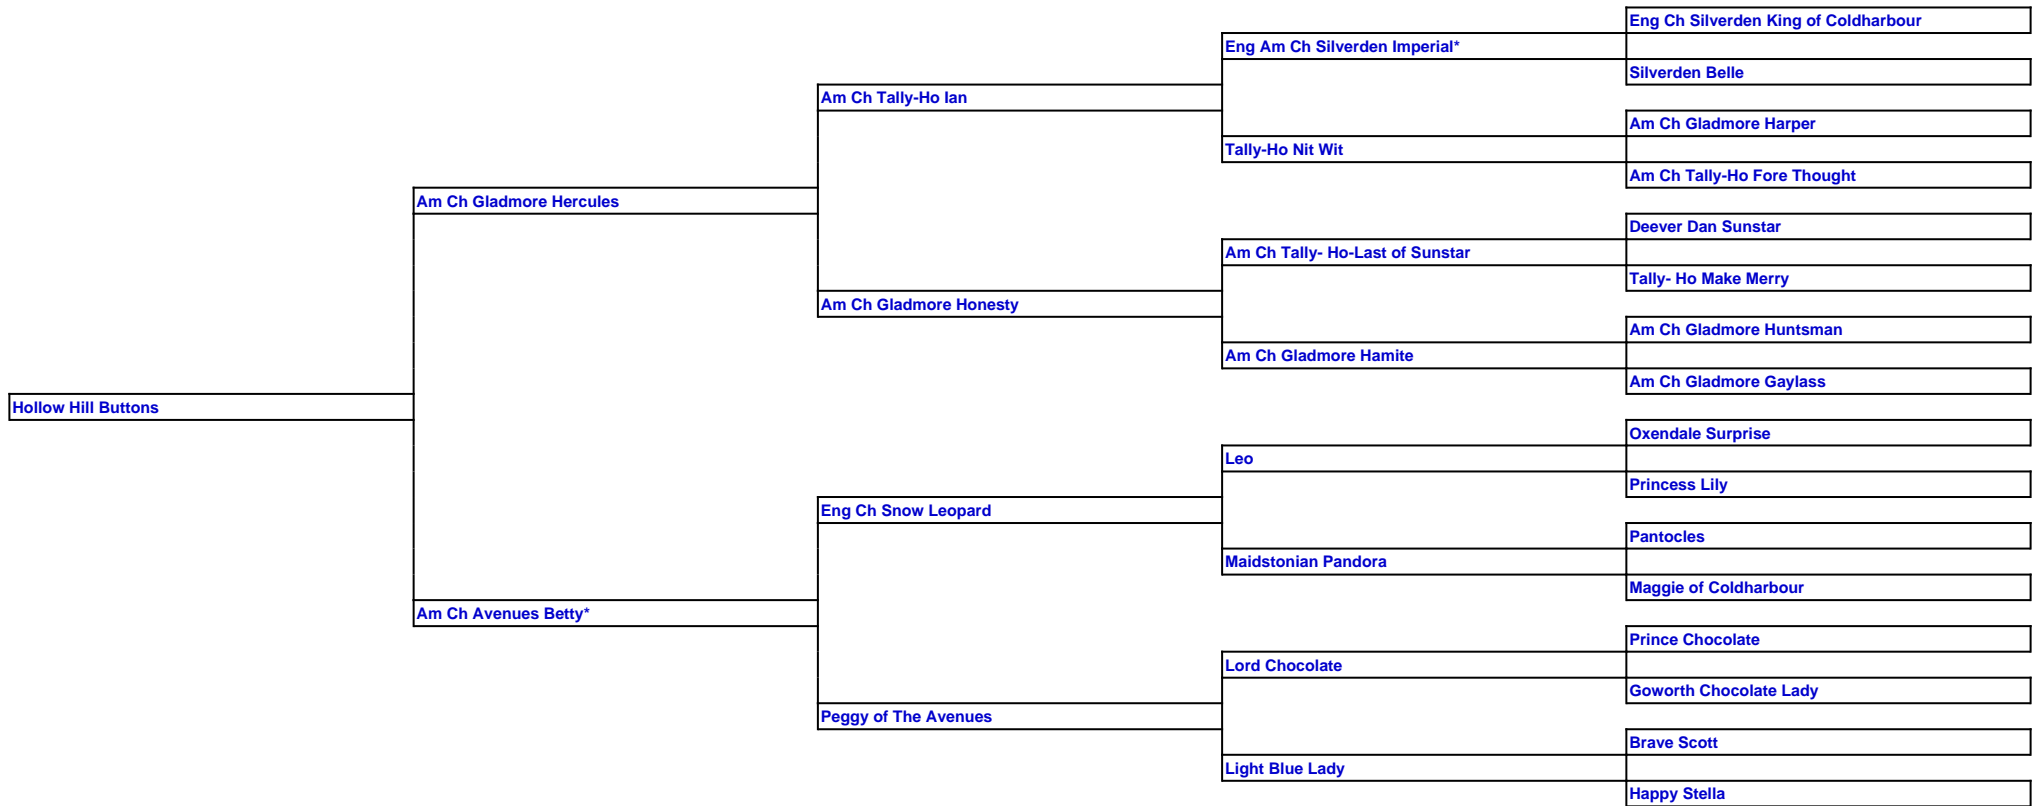 Eng Ch Silverden King of Coldharbour
Eng Am Ch Silverden Imperial*
Silverden Belle
Am Ch Tally-Ho Ian
Am Ch Gladmore Harper
Tally-Ho Nit Wit
Am Ch Tally-Ho Fore Thought
Am Ch Gladmore Hercules
Deever Dan Sunstar
Am Ch Tally- Ho-Last of Sunstar
Tally- Ho Make Merry
Am Ch Gladmore Honesty
Am Ch Gladmore Huntsman
Am Ch Gladmore Hamite
Am Ch Gladmore Gaylass
Hollow Hill Buttons
Oxendale Surprise
Leo
Princess Lily
Eng Ch Snow Leopard
Pantocles
Maidstonian Pandora
Maggie of Coldharbour
Am Ch Avenues Betty*
Prince Chocolate
Lord Chocolate
Goworth Chocolate Lady
Peggy of The Avenues
Brave Scott
Light Blue Lady
Happy Stella